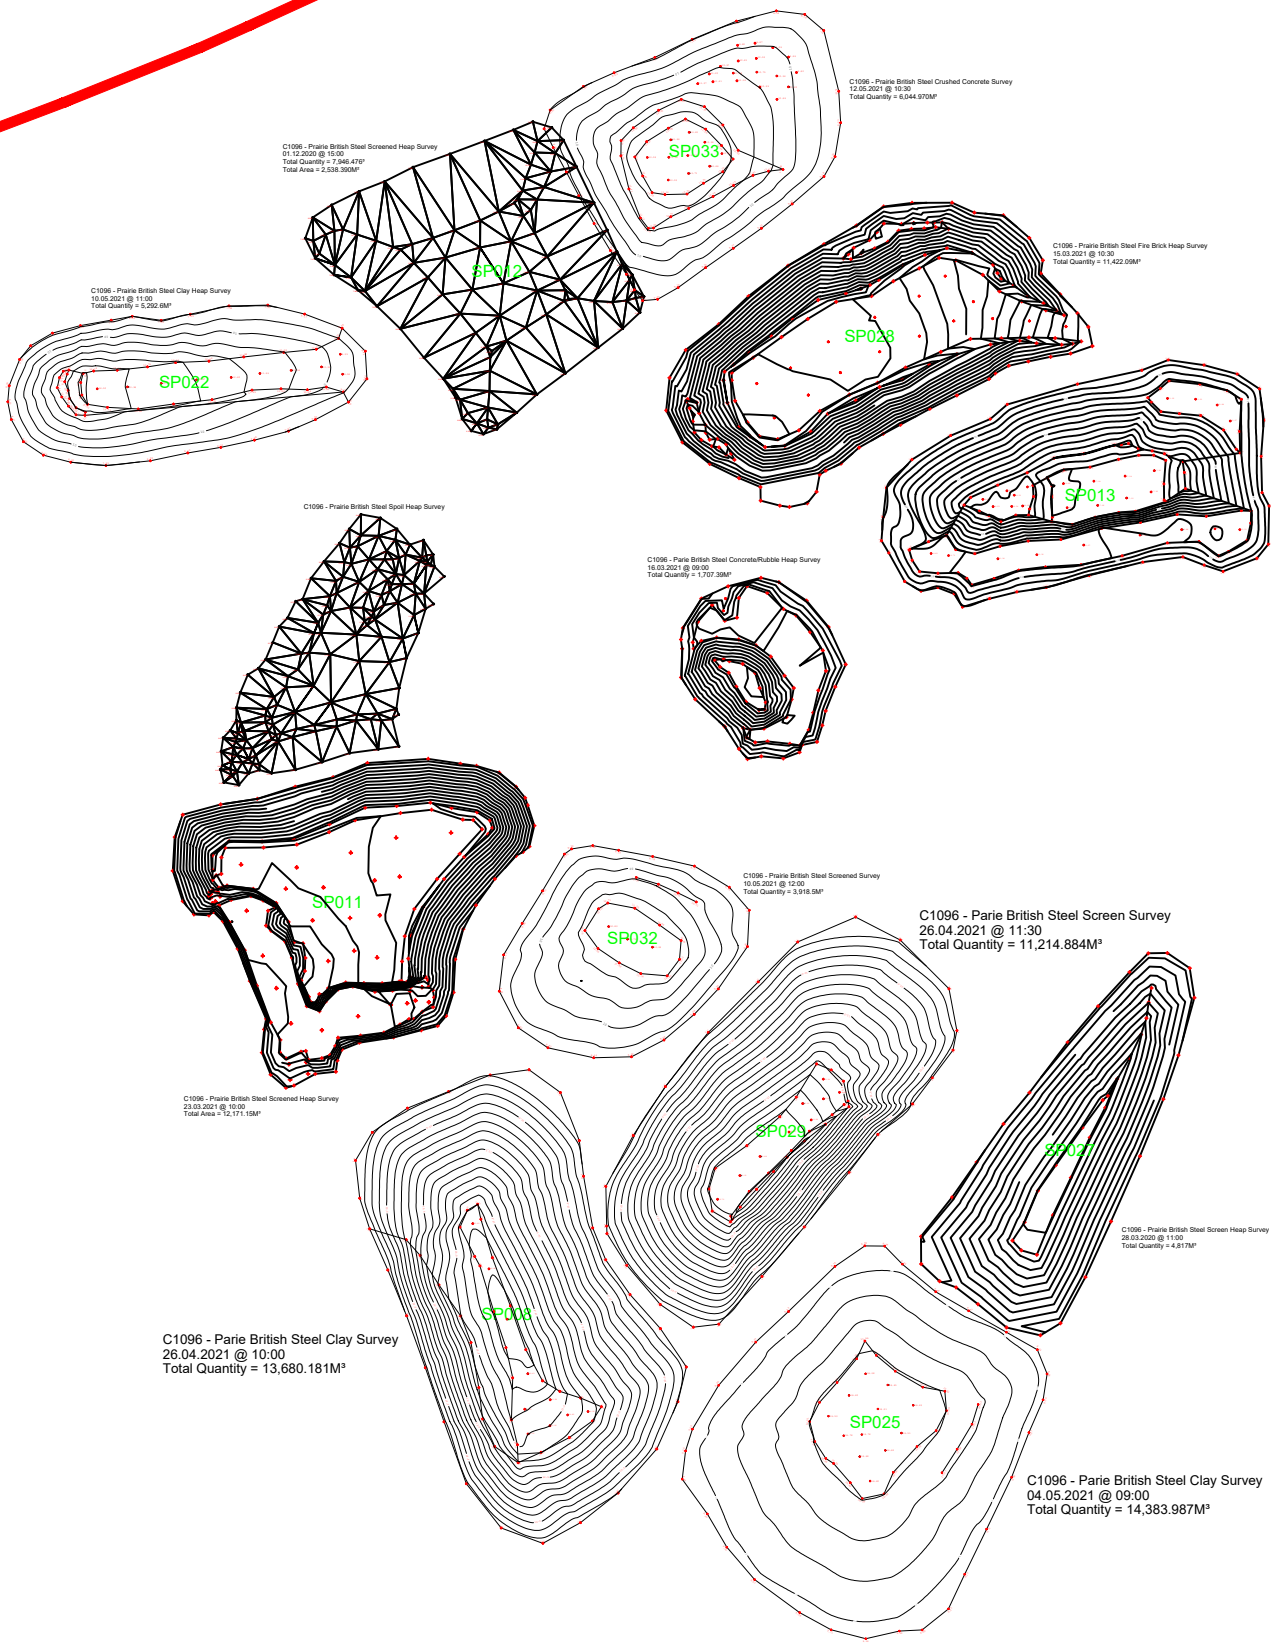 C1096 - Prairie British Steel Crushed Concrete Survey
12.05.2021 @ 10:30
Total Quantity = 6,044.970M³
SP033
C1096 - Prairie British Steel Screened Heap Survey
01.12.2020 @ 15:00
Total Quantity = 7,946.476³
Total Area = 2,538.390M²
SP012
C1096 - Prairie British Steel Fire Brick Heap Survey
15.03.2021 @ 10:30
Total Quantity = 11,422.09M³
SP028
C1096 - Prairie British Steel Clay Heap Survey
10.05.2021 @ 11:00
Total Quantity = 5,292.6M³
SP022
SP013
C1096 - Prairie British Steel Spoil Heap Survey
C1096 - Parie British Steel Concrete/Rubble Heap Survey
16.03.2021 @ 09:00
Total Quantity = 1,707.39M³
SP011
C1096 - Prairie British Steel Screened Survey
10.05.2021 @ 12:00
Total Quantity = 3,918.5M³
SP032
C1096 - Parie British Steel Screen Survey
26.04.2021 @ 11:30
Total Quantity = 11,214.884M³
C1096 - Prairie British Steel Screened Heap Survey
23.03.2021 @ 10:00
Total Area = 12,171.15M³
SP029
SP027
C1096 - Prairie British Steel Screen Heap Survey
28.03.2020 @ 11:00
Total Quantity = 4,817M³
SP008
C1096 - Parie British Steel Clay Survey
26.04.2021 @ 10:00
Total Quantity = 13,680.181M³
SP025
C1096 - Parie British Steel Clay Survey
04.05.2021 @ 09:00
Total Quantity = 14,383.987M³